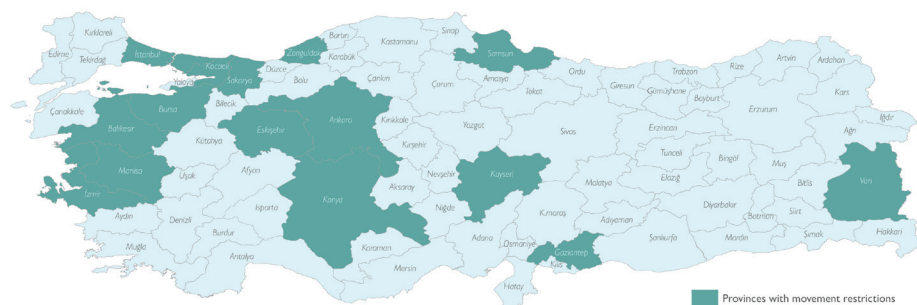 Kırklareli
Edirne
Tekirdağ
İstanbul
Kocaeli
Sakarya
Yalova
Düzce
Zonguldak
Bartın
Karabük
Bolu
Kastamonu
Çankırı
Sinop
Samsun
Çorum
Amasya
Tokat
Ordu
Giresun
Trabzon
Gümüşhane
Bayburt
Rize
Artvin
Ardahan
Kars
Iğdır
Ağrı
Erzurum
Erzincan
Çanakkale
Balıkesir
Bursa
Bilecik
Kütahya
Eskişehir
Ankara
Kırıkkale
Kırşehir
Yozgat
Sivas
Tunceli
Bingöl
Muş
Elazığ
Manisa
İzmir
Uşak
Afyon
Konya
Aksaray
Nevşehir
Kayseri
Niğde
Malatya
K.maraş
Adıyaman
Diyarbakır
Batman
Siirt
Bitlis
Van
Aydın
Denizli
Isparta
Burdur
Muğla
Antalya
Karaman
Mersin
Adana
Osmaniye
Gaziantep
Kilis
Hatay
Şanlıurfa
Mardin
Şırnak
Hakkari
Provinces with movement restrictions